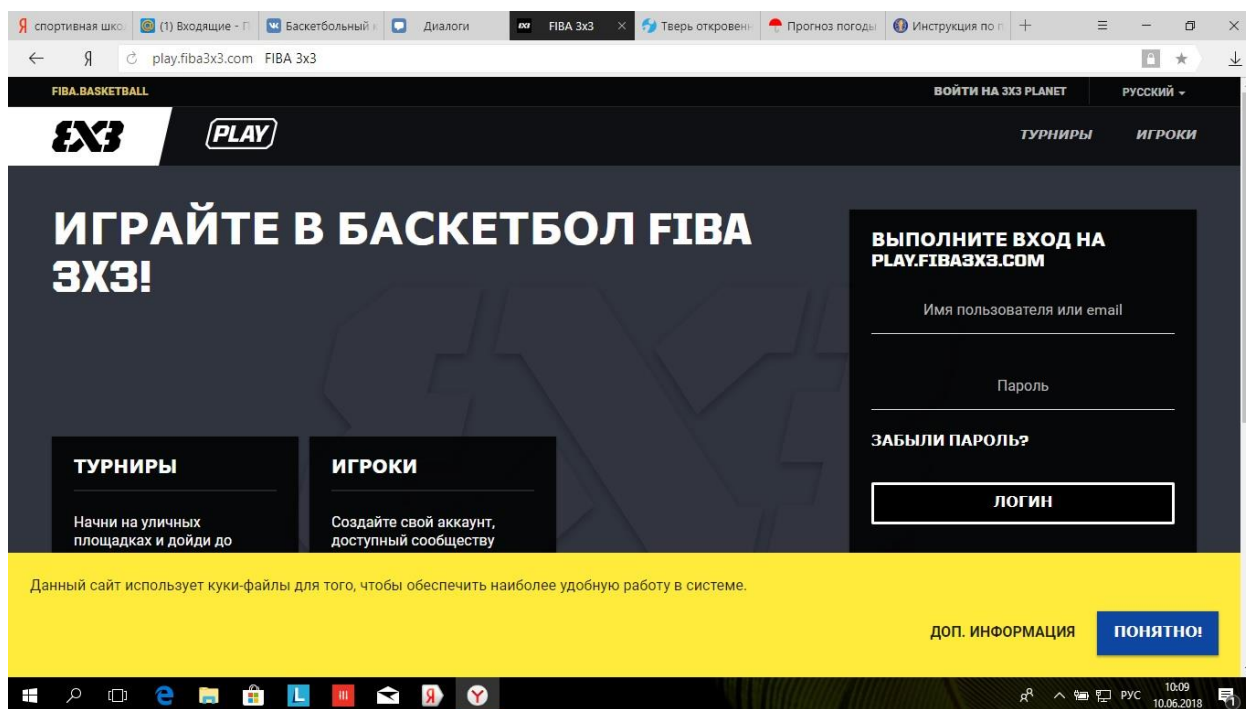 спортивная шко
(1) Входящие - П
Баскетбольный к
Диалоги
FIBA 3x3
Тверь откровенн
Прогноз погоды
Инструкция по п
play.fiba3x3.com FIBA 3x3
FIBA.BASKETBALL
ВОЙТИ НА 3X3 PLANET
РУССКИЙ
3X3
PLAY
ТУРНИРЫ
ИГРОКИ
ИГРАЙТЕ В БАСКЕТБОЛ FIBA
3X3!
ВЫПОЛНИТЕ ВХОД НА
PLAY.FIBA3X3.COM
Имя пользователя или email
Пароль
ЗАБЫЛИ ПАРОЛЬ?
ЛОГИН
ТУРНИРЫ
Начни на уличных
площадках и дойди до
ИГРОКИ
Создайте свой аккаунт,
доступный сообществу
Данный сайт использует куки-файлы для того, чтобы обеспечить наиболее удобную работу в системе.
ДОП. ИНФОРМАЦИЯ
ПОНЯТНО!
РУС
10:09
10.06.2018